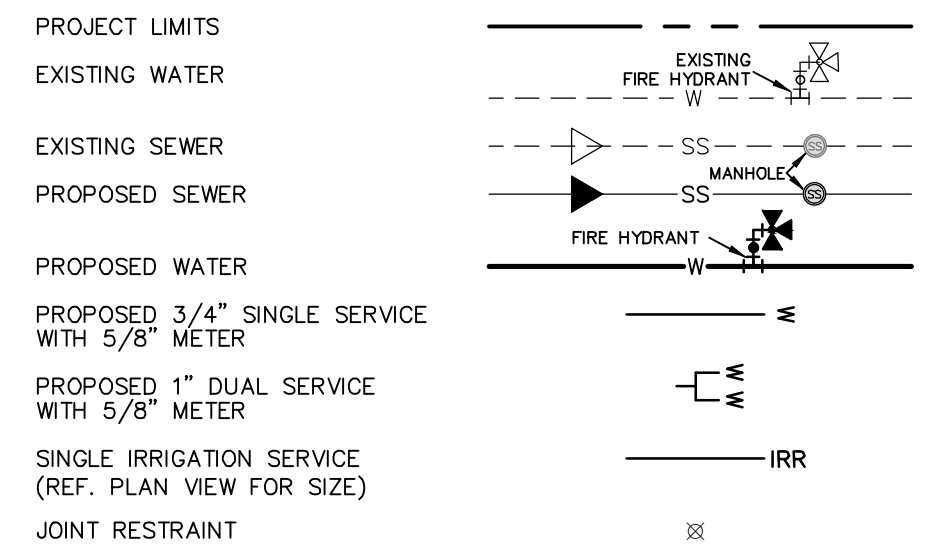 PROJECT LIMITS
EXISTING WATER
EXISTING
FIRE HYDRANT
W
EXISTING SEWER
SS
SS
MANHOLE
PROPOSED SEWER
SS
SS
FIRE HYDRANT
PROPOSED WATER
W
PROPOSED 3/4" SINGLE SERVICE
WITH 5/8" METER
W
PROPOSED 1" DUAL SERVICE
WITH 5/8" METER
W
W
SINGLE IRRIGATION SERVICE
(REF. PLAN VIEW FOR SIZE)
IRR
JOINT RESTRAINT